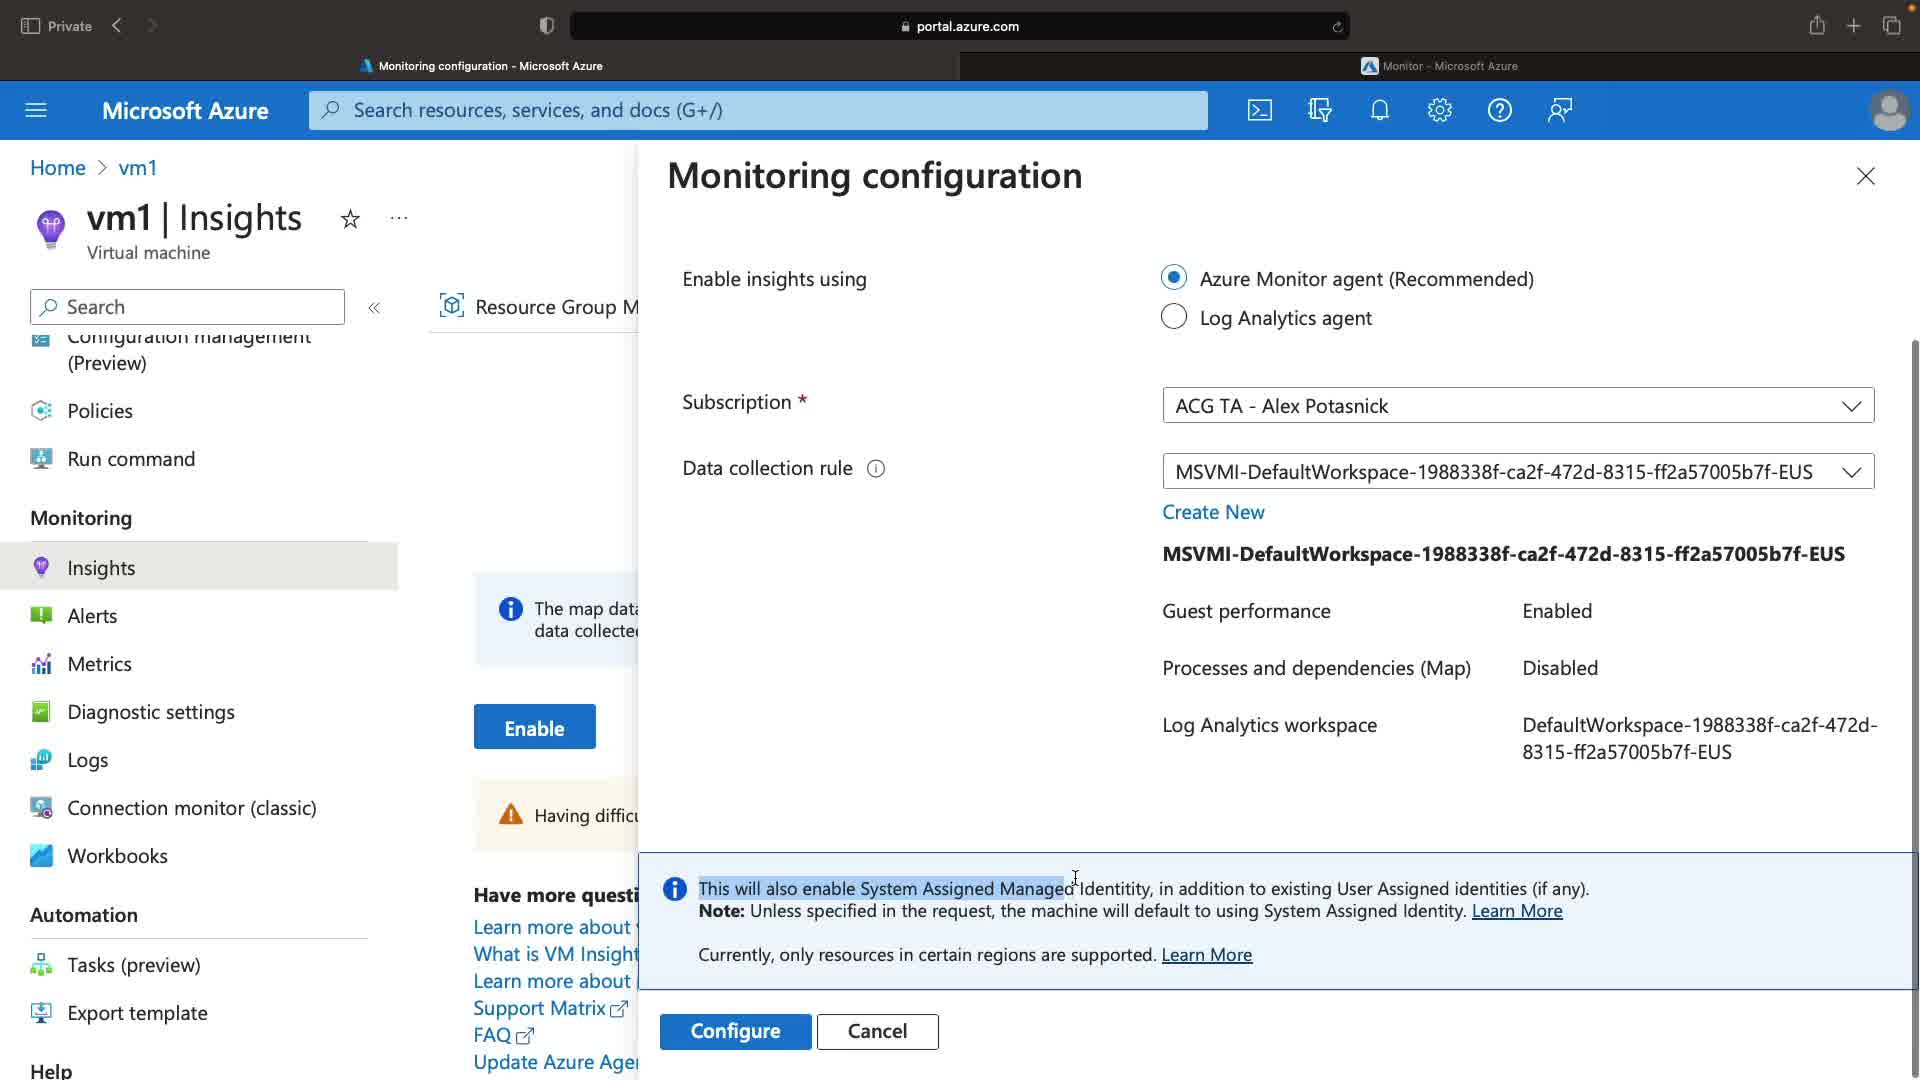 Private
portal.azure.com
Monitoring configuration - Microsoft Azure
Monitor - Microsoft Azure
Microsoft Azure
Search resources, services, and docs (G+/)
Home > vm1
vm1 | Insights
Virtual machine
Search
Configuration management
(Preview)
Policies
Run command
Monitoring
Insights
Alerts
Metrics
Diagnostic settings
Logs
Connection monitor (classic)
Workbooks
Automation
Tasks (preview)
Export template
Help
Resource Group M
The map data
data collected
Enable
Having difficu
Have more questi
Learn more about
What is VM Insight
Learn more about
Support Matrix
FAQ
Update Azure Agen
Monitoring configuration
Enable insights using
Azure Monitor agent (Recommended)
Log Analytics agent
Subscription *
ACG TA - Alex Potasnick
Data collection rule
MSVMI-DefaultWorkspace-1988338f-ca2f-472d-8315-ff2a57005b7f-EUS
Create New
MSVMI-DefaultWorkspace-1988338f-ca2f-472d-8315-ff2a57005b7f-EUS
Guest performance Enabled
Processes and dependencies (Map) Disabled
Log Analytics workspace DefaultWorkspace-1988338f-ca2f-472d-
8315-ff2a57005b7f-EUS
This will also enable System Assigned Managed Identitity, in addition to existing User Assigned identities (if any).
Note: Unless specified in the request, the machine will default to using System Assigned Identity. Learn More
Currently, only resources in certain regions are supported. Learn More
Configure
Cancel